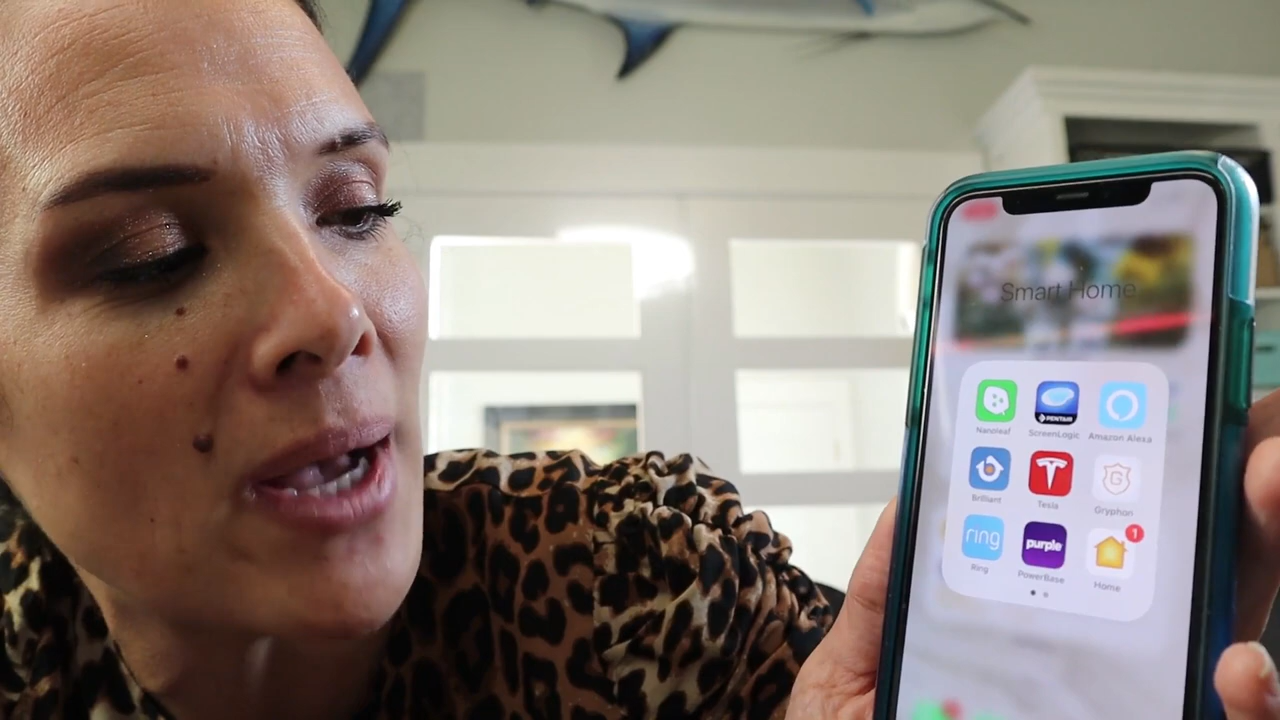 Smart Home
Nanoleaf
PENTAIR
ScreenLogic
Amazon Alexa
Brilliant
Tesla
G
Gryphon
ring
Ring
purple
PowerBase
1
Home